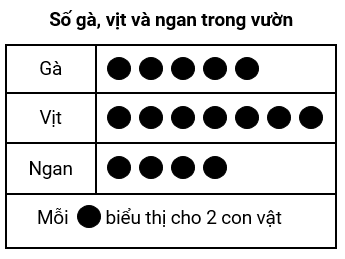 Số gà, vịt và ngan trong vườn
Gà
Vịt
Ngan
Mỗi biểu thị cho 2 con vật